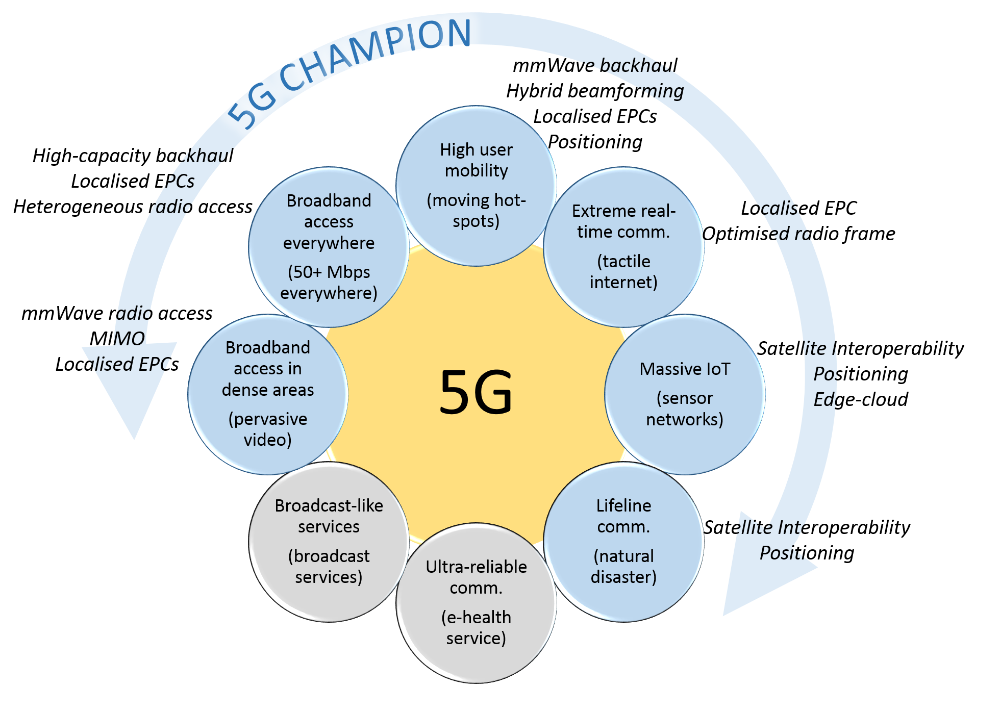 5G CHAMPION
mmWave backhaul
Hybrid beamforming
Localised EPCs
Positioning
High user
mobility
(moving hot-
spots)
High-capacity backhaul
Localised EPCs
Heterogeneous radio access
Broadband
access
everywhere
(50+ Mbps
everywhere)
Extreme real-
time comm.
(tactile
internet)
Localised EPC
Optimised radio frame
mmWave radio access
MIMO
Localised EPCs
Broadband
access in
dense areas
(pervasive
video)
5G
Massive IoT
(sensor
networks)
Satellite Interoperability
Positioning
Edge-cloud
Broadcast-like
services
(broadcast
services)
Ultra-reliable
comm.
(e-health
service)
Lifeline
comm.
(natural
disaster)
Satellite Interoperability
Positioning